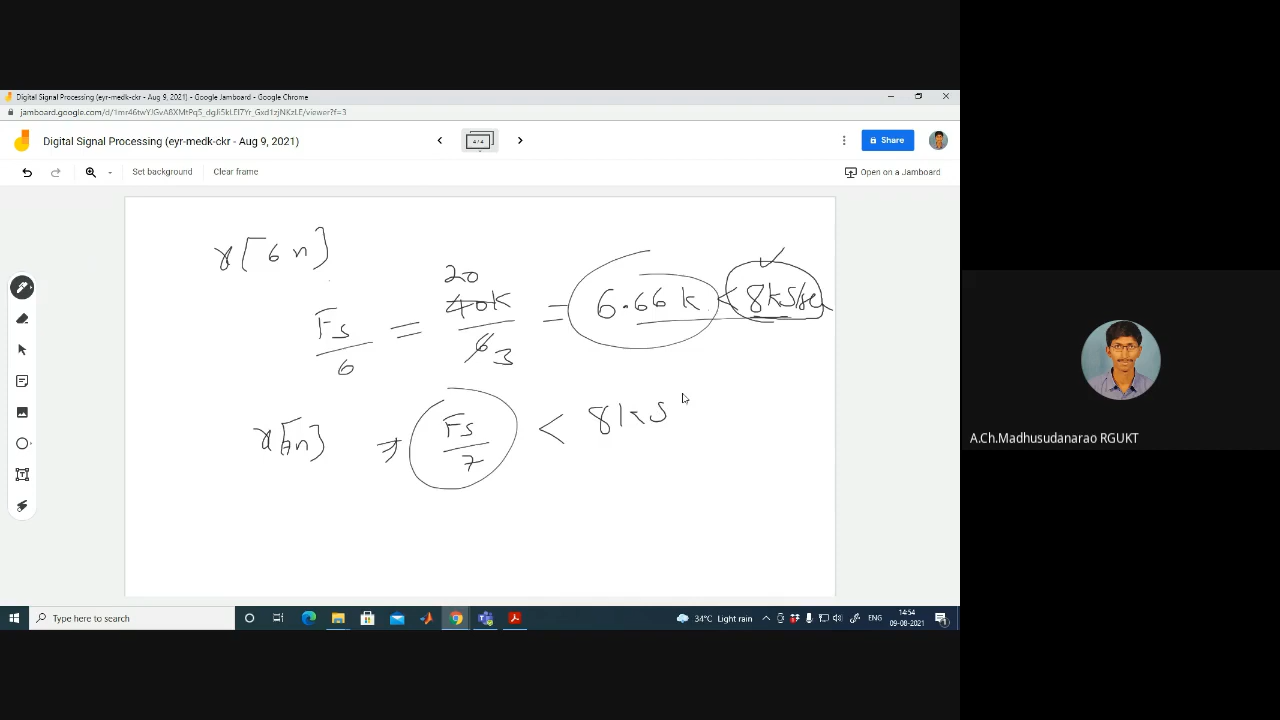 Digital Signal Processing (eyr-medk-ckr - Aug 9, 2021) - Google Jamboard - Google Chrome
Digital Signal Processing (eyr-medk-ckr - Aug 9, 2021)
4/4
Share
Set background
Clear frame
Open on a Jamboard
x[6n]
Fs/6 = 40k/6 20/3 = 6.66 k < 8kS/sec
x[7n] ⇒ Fs/7 < 8kS
A.Ch.Madhusudanarao RGUKT
Type here to search
34°C Light rain
ENG
14:54
09-08-2021